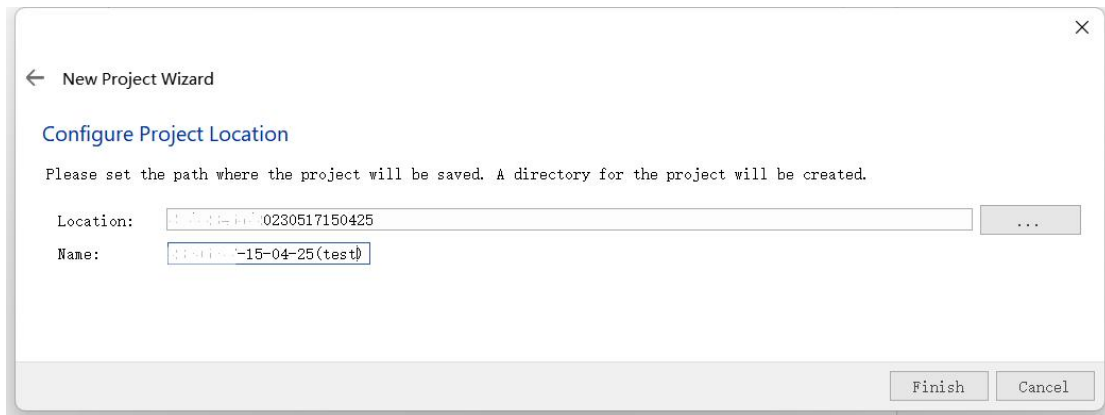 New Project Wizard
Configure Project Location
Please set the path where the project will be saved. A directory for the project will be created.
Location: 0230517150425 ...
Name: -15-04-25(test)
Finish Cancel